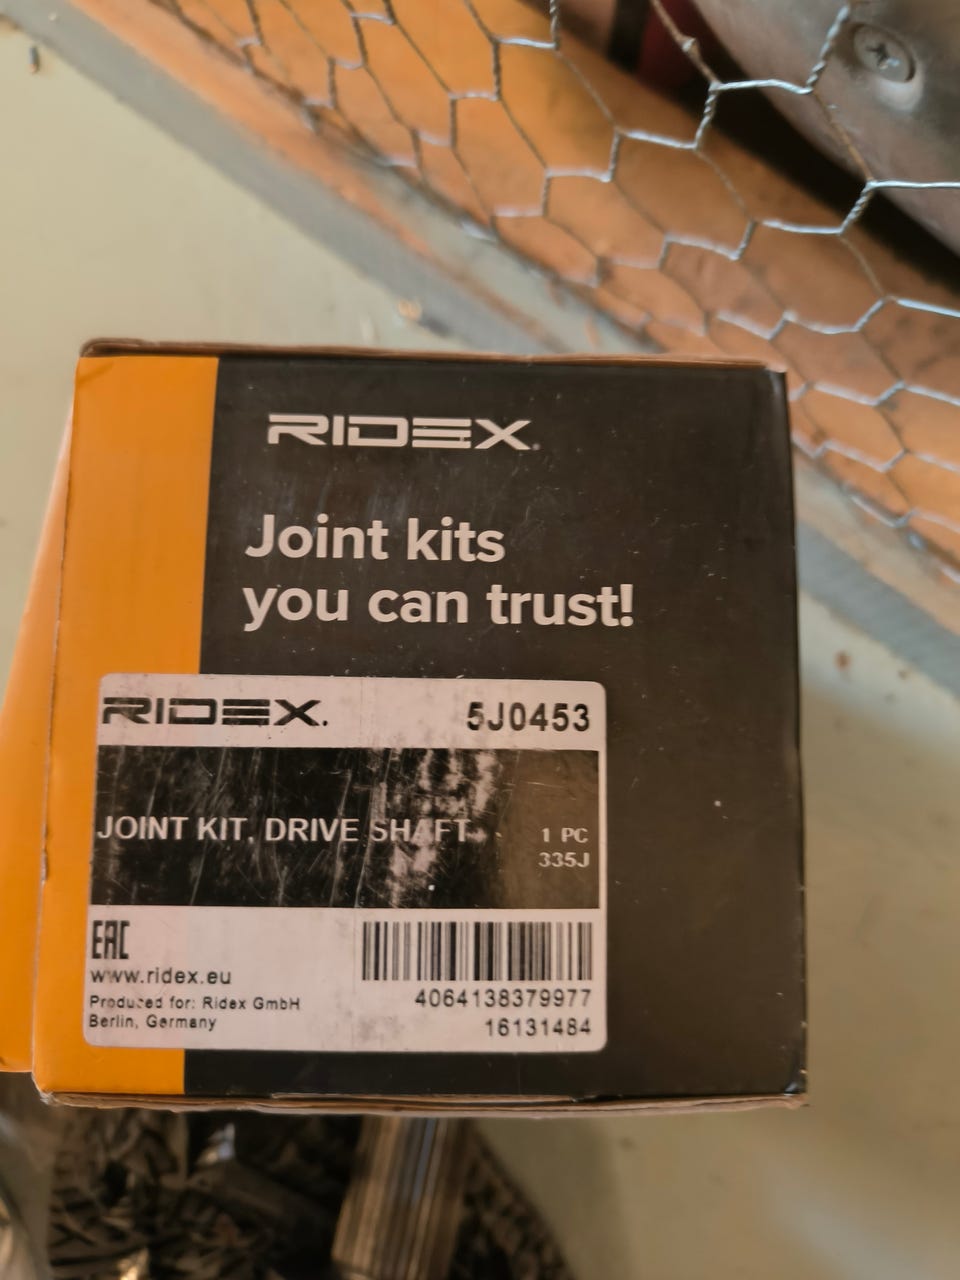 RIDEX
Joint kits
you can trust!
RIDEX. 5J0453
JOINT KIT, DRIVE SHAFT 1 PC
335J
EAC
www.ridex.eu
Produced for: Ridex GmbH
Berlin, Germany
4064138379977
16131484